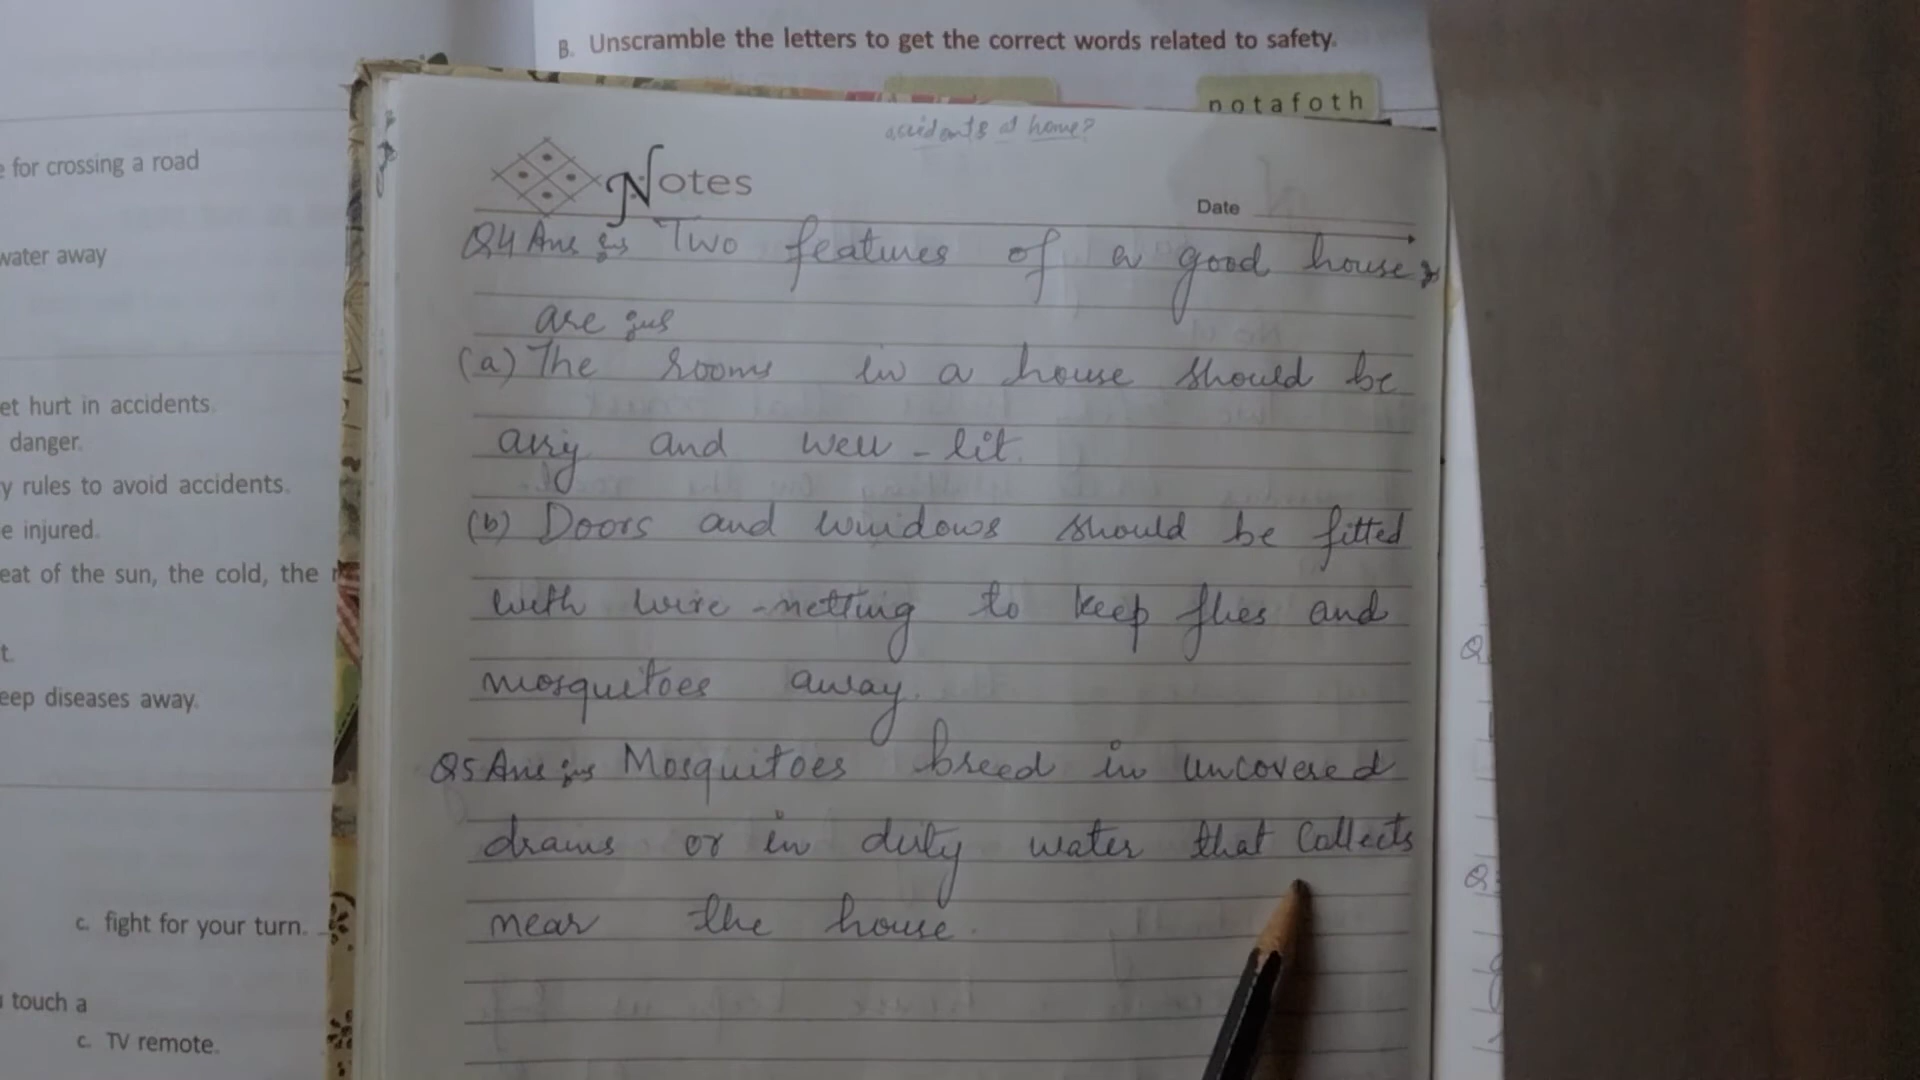 B. Unscramble the letters to get the correct words related to safety.
notafoth
accidents at home?
Notes
Date
Q4 Ans Two features of a good house
are
(a) The rooms in a house should be
airy and well-lit.
(b) Doors and windows should be fitted
with wire-netting to keep flies and
mosquitoes away.
Q5 Ans Mosquitoes breed in uncovered
drains or in dirty water that collects
near the house.
for crossing a road
water away
et hurt in accidents.
danger.
y rules to avoid accidents.
e injured.
eat of the sun, the cold, the
t.
eep diseases away.
c. fight for your turn.
touch a
c. TV remote.
Q
Q